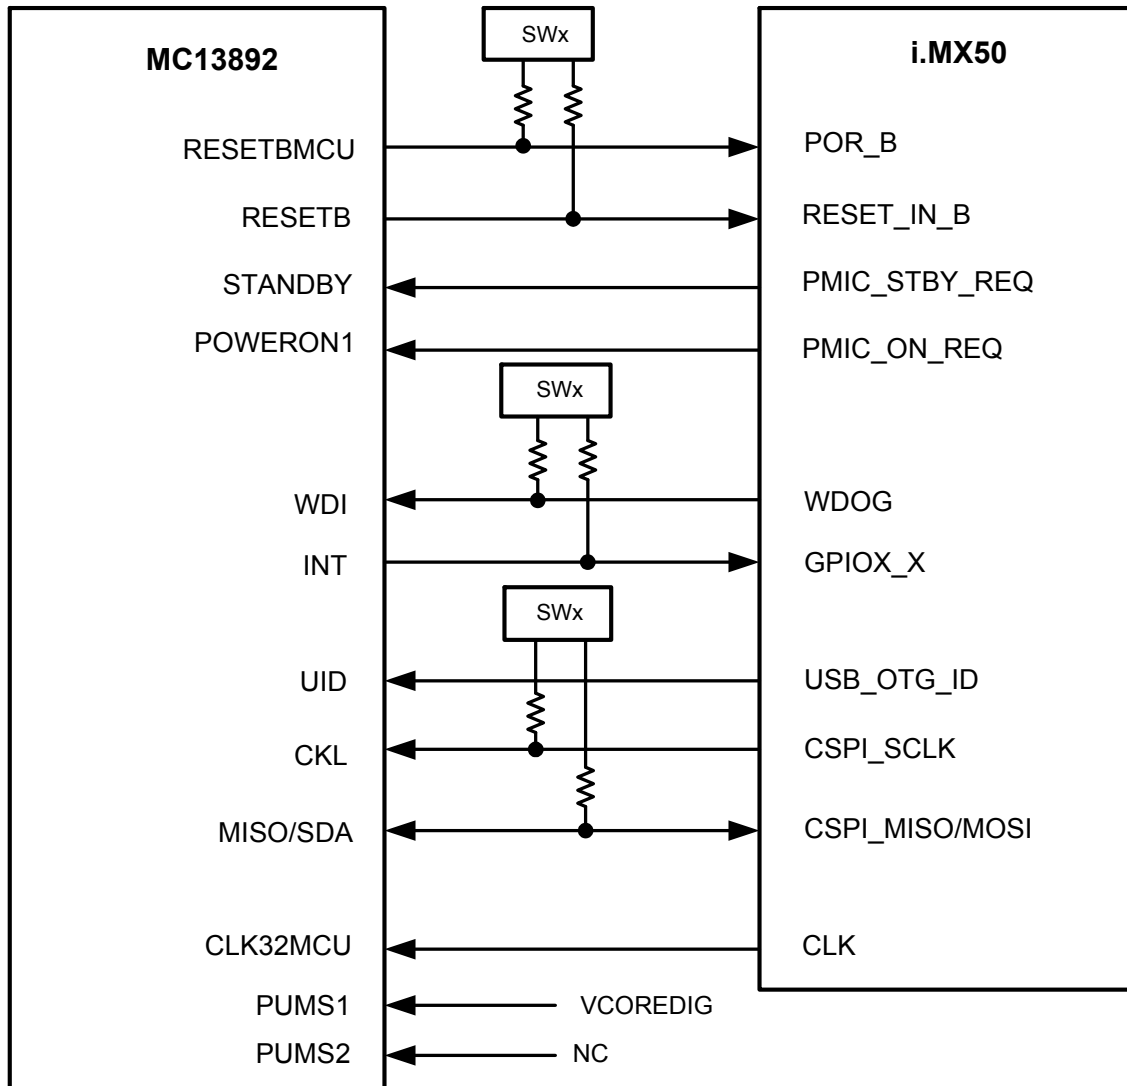 SWx
MC13892
i.MX50
RESETBMCU
POR_B
RESETB
RESET_IN_B
STANDBY
PMIC_STBY_REQ
POWERON1
PMIC_ON_REQ
SWx
WDI
WDOG
INT
GPIOX_X
SWx
UID
USB_OTG_ID
CKL
CSPI_SCLK
MISO/SDA
CSPI_MISO/MOSI
CLK32MCU
CLK
PUMS1
VCOREDIG
PUMS2
NC